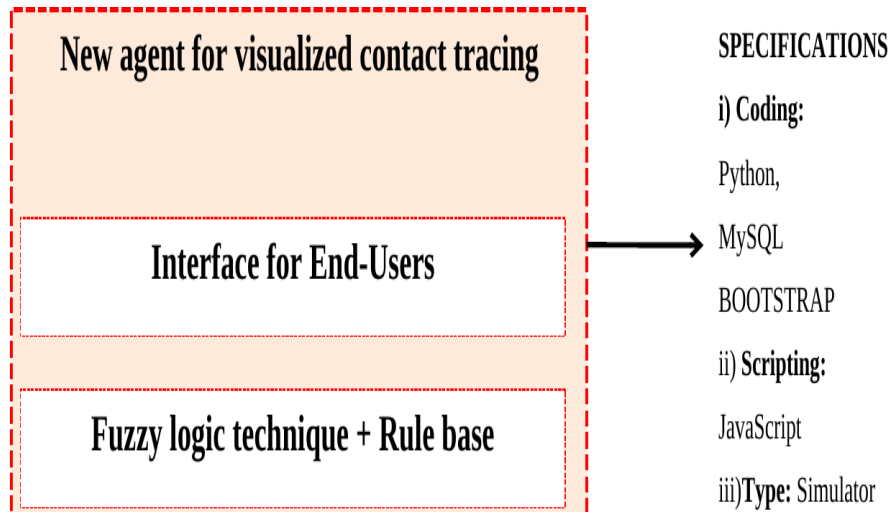 New agent for visualized contact tracing
Interface for End-Users
Fuzzy logic technique + Rule base
SPECIFICATIONS
i) Coding:
Python,
MySQL
BOOTSTRAP
ii) Scripting:
JavaScript
iii)Type: Simulator